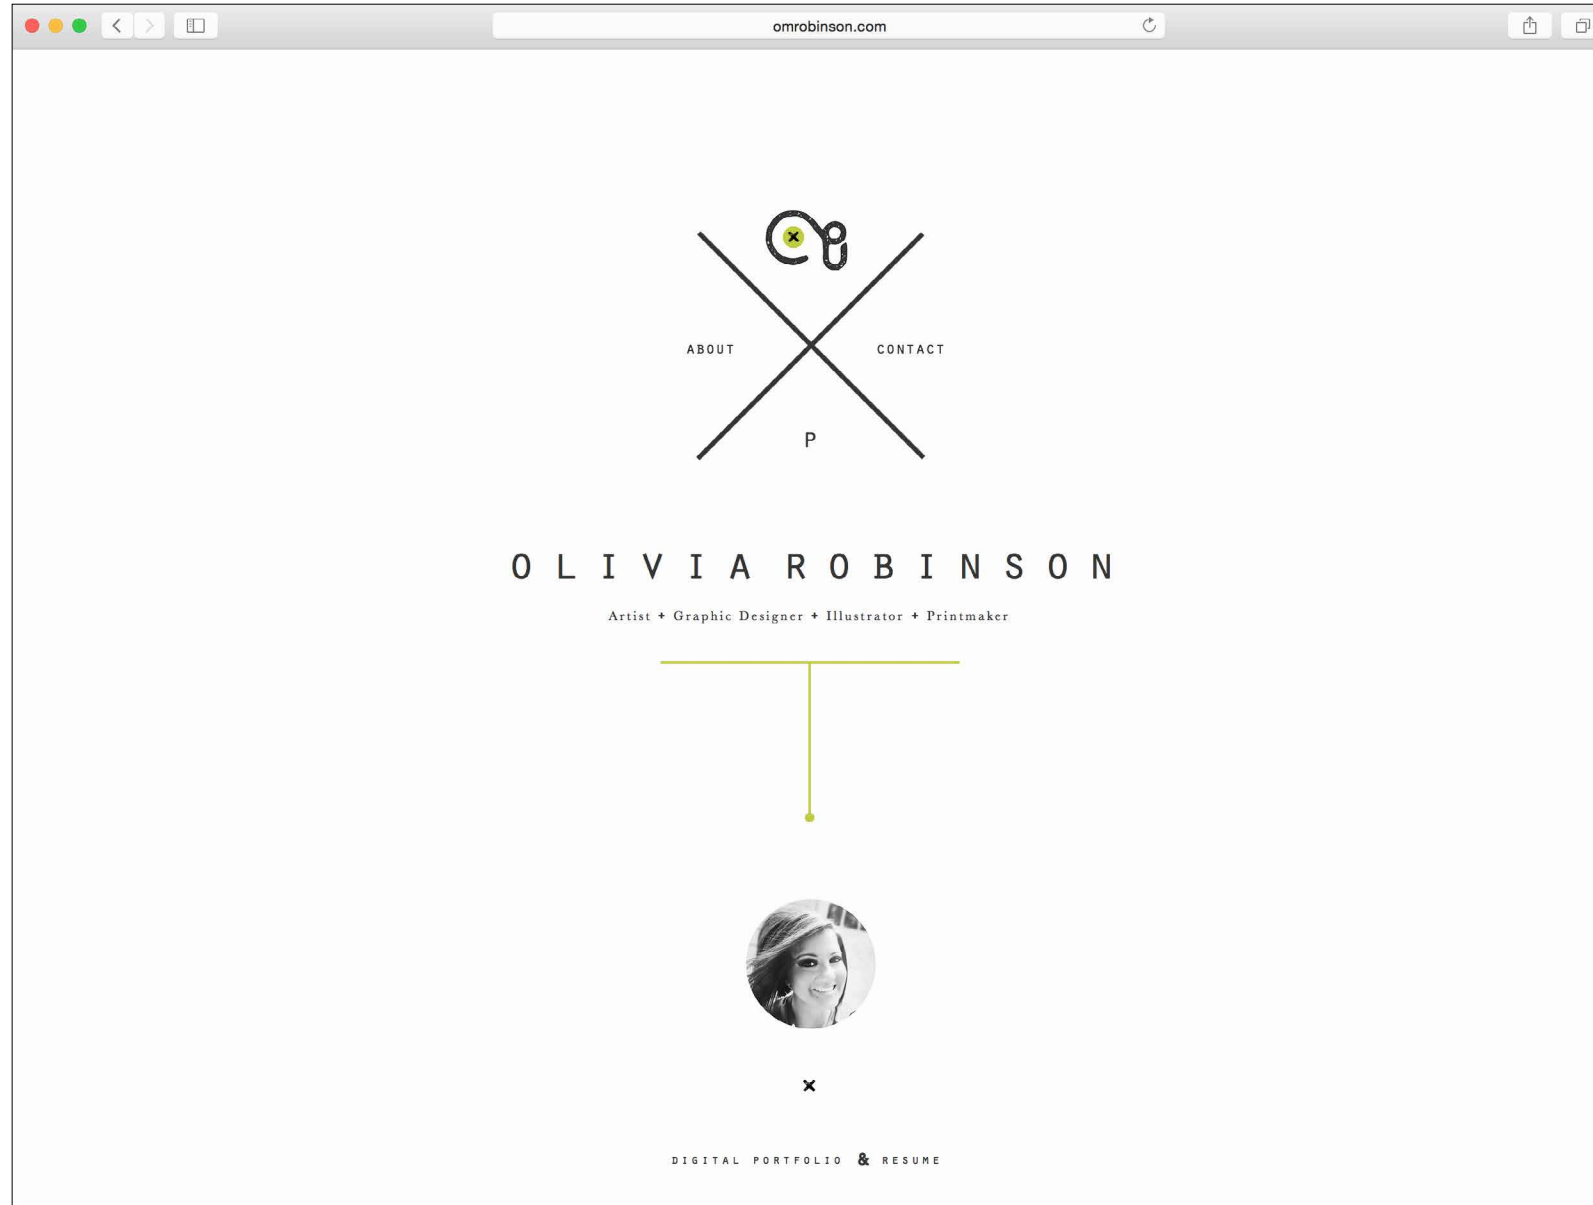 omrobinson.com
ABOUT
CONTACT
P
OLIVIA ROBINSON
Artist + Graphic Designer + Illustrator + Printmaker
DIGITAL PORTFOLIO & RESUME